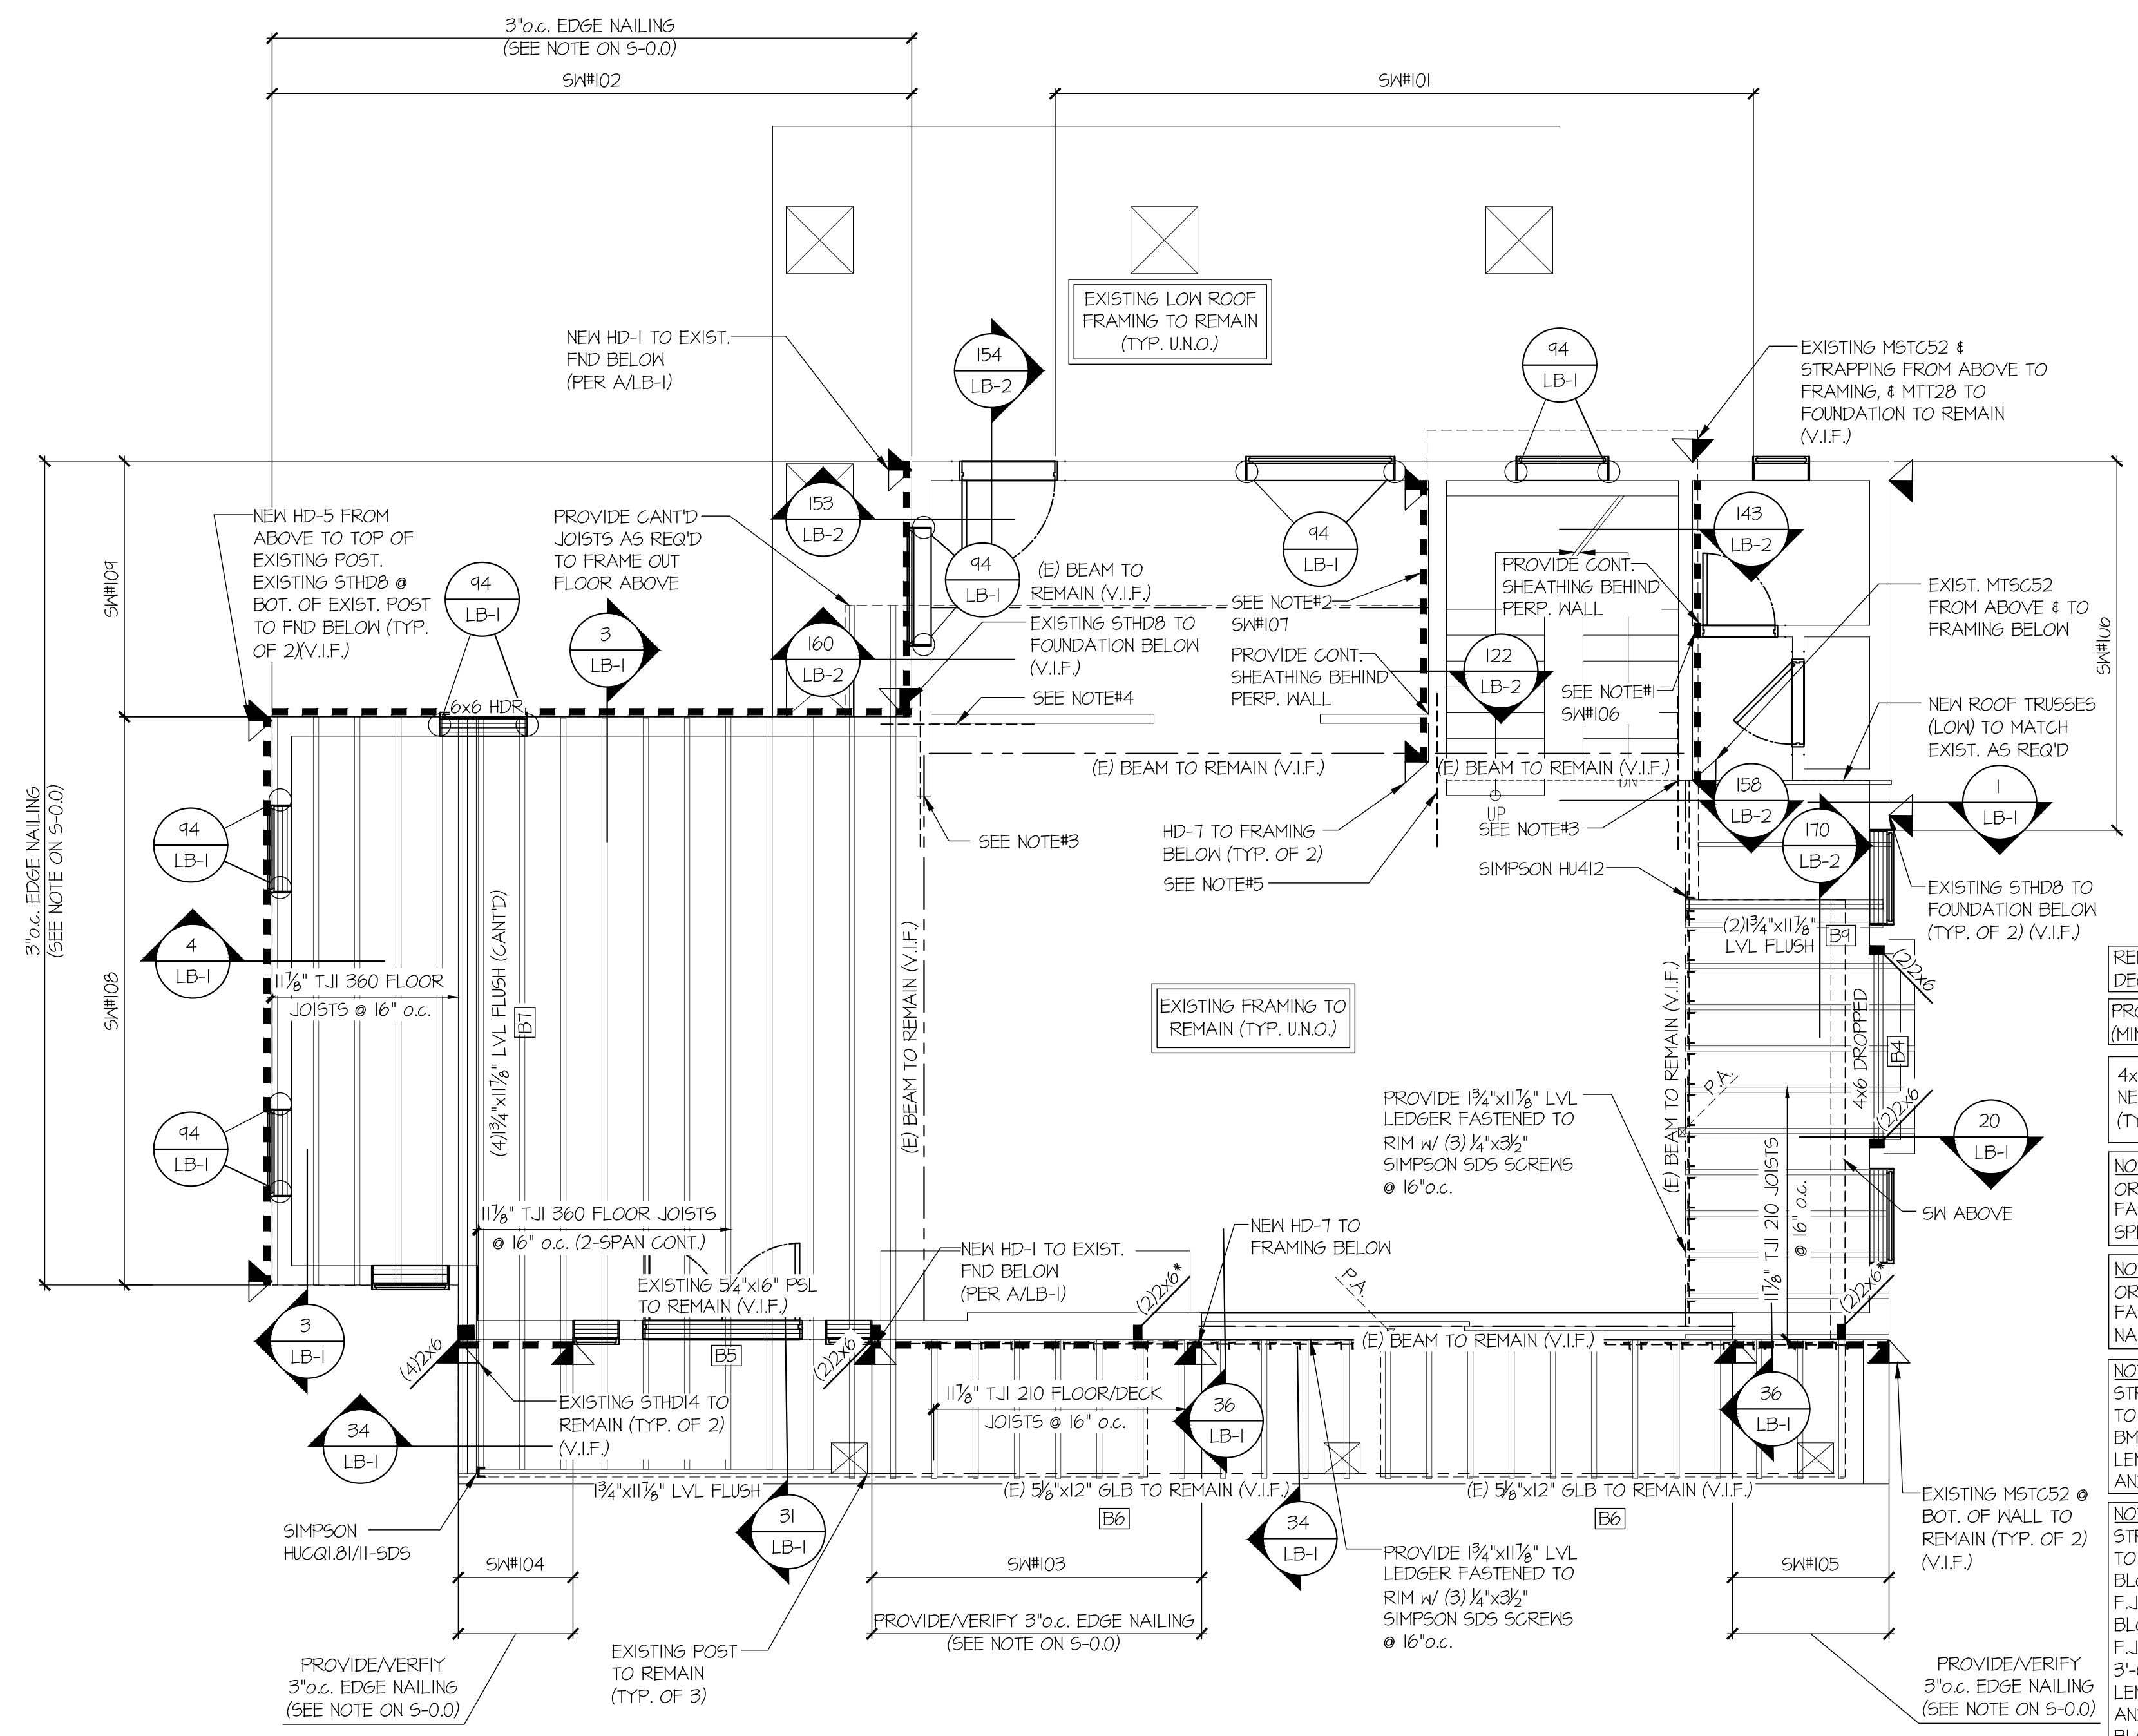 3"o.c. EDGE NAILING
(SEE NOTE ON S-0.0)
SW#102
SW#101
EXISTING LOW ROOF
FRAMING TO REMAIN
(TYP. U.N.O.)
NEW HD-1 TO EXIST.
FND BELOW
(PER A/LB-1)
154
LB-2
94
LB-1
EXISTING MSTC52 &
STRAPPING FROM ABOVE TO
FRAMING, & MTT28 TO
FOUNDATION TO REMAIN
(V.I.F.)
NEW HD-5 FROM
ABOVE TO TOP OF
EXISTING POST.
EXISTING STHD8 @
BOT. OF EXIST. POST
TO FND BELOW (TYP.
OF 2)(V.I.F.)
PROVIDE CANT'D
JOISTS AS REQ'D
TO FRAME OUT
FLOOR ABOVE
153
LB-2
94
LB-1
94
LB-1
143
LB-2
SW#109
94
LB-1
3
LB-1
160
LB-2
(E) BEAM TO
REMAIN (V.I.F.)
EXISTING STHD8 TO
FOUNDATION BELOW
(V.I.F.)
SEE NOTE#4
SEE NOTE#2
SW#107
PROVIDE CONT.
SHEATHING BEHIND
PERP. WALL
PROVIDE CONT.
SHEATHING BEHIND
PERP. WALL
122
LB-2
SEE NOTE#1
SW#106
EXIST. MTSC52
FROM ABOVE & TO
FRAMING BELOW
SW#106
NEW ROOF TRUSSES
(LOW) TO MATCH
EXIST. AS REQ'D
6x6 HDR
(E) BEAM TO REMAIN (V.I.F.)
(E) BEAM TO REMAIN (V.I.F.)
DN
UP
158
LB-2
1
LB-1
170
LB-2
3"o.c. EDGE NAILING
(SEE NOTE ON S-0.0)
94
LB-1
SEE NOTE#3
HD-7 TO FRAMING
BELOW (TYP. OF 2)
SEE NOTE#5
SEE NOTE#3
SIMPSON HU412
EXISTING STHD8 TO
FOUNDATION BELOW
(TYP. OF 2) (V.I.F.)
4
LB-1
SW#108
11⅞" TJI 360 FLOOR
JOISTS @ 16" o.c.
(4)1¾"x11⅞" LVL FLUSH (CANT'D)
B7
(E) BEAM TO REMAIN (V.I.F.)
EXISTING FRAMING TO
REMAIN (TYP. U.N.O.)
(E) BEAM TO REMAIN (V.I.F.)
(2)1¾"x11⅞"
LVL FLUSH
B9
(2)2x6
4x6 DROPPED
B4
(2)2x6
P.A.
94
LB-1
PROVIDE 1¾"x11⅞" LVL
LEDGER FASTENED TO
RIM w/ (3) ¼"x3½"
SIMPSON SDS SCREWS
@ 16"o.c.
11⅞" TJI 210 JOISTS
@ 16" o.c.
20
LB-1
SW ABOVE
11⅞" TJI 360 FLOOR JOISTS
@ 16" o.c. (2-SPAN CONT.)
EXISTING 5¼"x16" PSL
TO REMAIN (V.I.F.)
NEW HD-1 TO EXIST.
FND BELOW
(PER A/LB-1)
NEW HD-7 TO
FRAMING BELOW
P.A.
(2)2x6*
(2)2x6*
3
LB-1
(E) BEAM TO REMAIN (V.I.F.)
(4)2x6
B5
(2)2x6
34
LB-1
EXISTING STHD14 TO
REMAIN (TYP. OF 2)
(V.I.F.)
11⅞" TJI 210 FLOOR/DECK
JOISTS @ 16" o.c.
36
LB-1
36
LB-1
1¾"x11⅞" LVL FLUSH
(E) 5⅛"x12" GLB TO REMAIN (V.I.F.)
(E) 5⅛"x12" GLB TO REMAIN (V.I.F.)
B6
B6
SIMPSON
HUCQ1.81/11-SDS
31
LB-1
34
LB-1
EXISTING MSTC52 @
BOT. OF WALL TO
REMAIN (TYP. OF 2)
(V.I.F.)
SW#104
SW#103
SW#105
PROVIDE 1¾"x11⅞" LVL
LEDGER FASTENED TO
RIM w/ (3) ¼"x3½"
SIMPSON SDS SCREWS
@ 16"o.c.
PROVIDE/VERFIY
3"o.c. EDGE NAILING
(SEE NOTE ON S-0.0)
EXISTING POST
TO REMAIN
(TYP. OF 3)
PROVIDE/VERIFY 3"o.c. EDGE NAILING
(SEE NOTE ON S-0.0)
PROVIDE/VERIFY
3"o.c. EDGE NAILING
(SEE NOTE ON S-0.0)